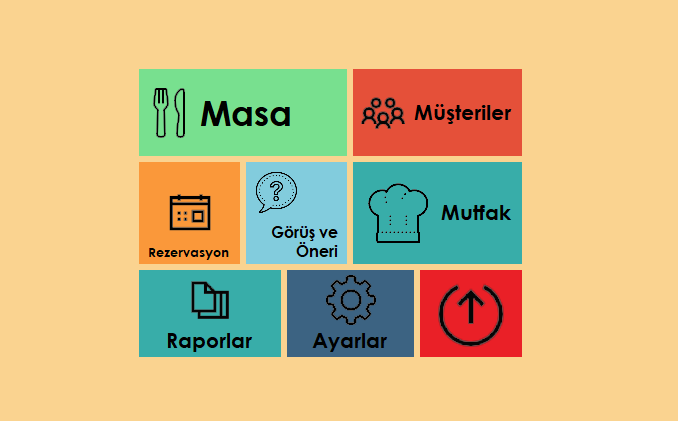 Masa
Müşteriler
Rezervasyon
Görüş ve
Öneri
Mutfak
Raporlar
Ayarlar